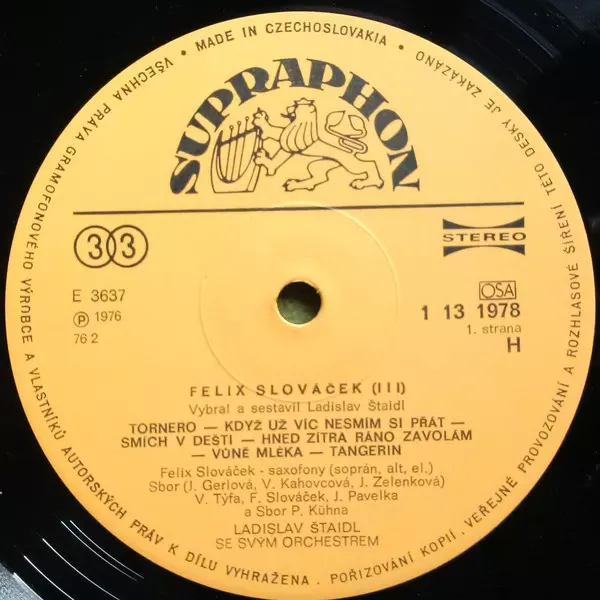 VŠECHNA PRÁVA GRAMOFONOVÉHO VÝROBCE A VLASTNÍKŮ AUTORSKÝCH PRÁV K DÍLU VYHRAŽENA . POŘIZOVÁNÍ KOPIÍ, VEŘEJNÉ PROVOZOVÁNÍ A ROZHLASOVÉ ŠÍŘENÍ TÉTO DESKY JE ZAKÁZÁNO
MADE IN CZECHOSLOVAKIA
SUPRAPHON
33
STEREO
E 3637
℗ 1976
76 2
OSA
1 13 1978
1. strana
H
FELIX SLOVÁČEK (III)
Vybral a sestavil Ladislav Štaidl
TORNERO — KDYŽ UŽ VÍC NESMÍM SI PŘÁT —
SMÍCH V DEŠTI — HNED ZÍTRA RÁNO ZAVOLÁM
— VŮNĚ MLÉKA — TANGERIN
Felix Slováček - saxofony (soprán, alt, el.)
Sbor (J. Gerlová, V. Kahovcová, J. Zelenková)
V. Týfa, F. Slováček, J. Pavelka
a Sbor P. Kühna
LADISLAV ŠTAIDL
SE SVÝM ORCHESTREM